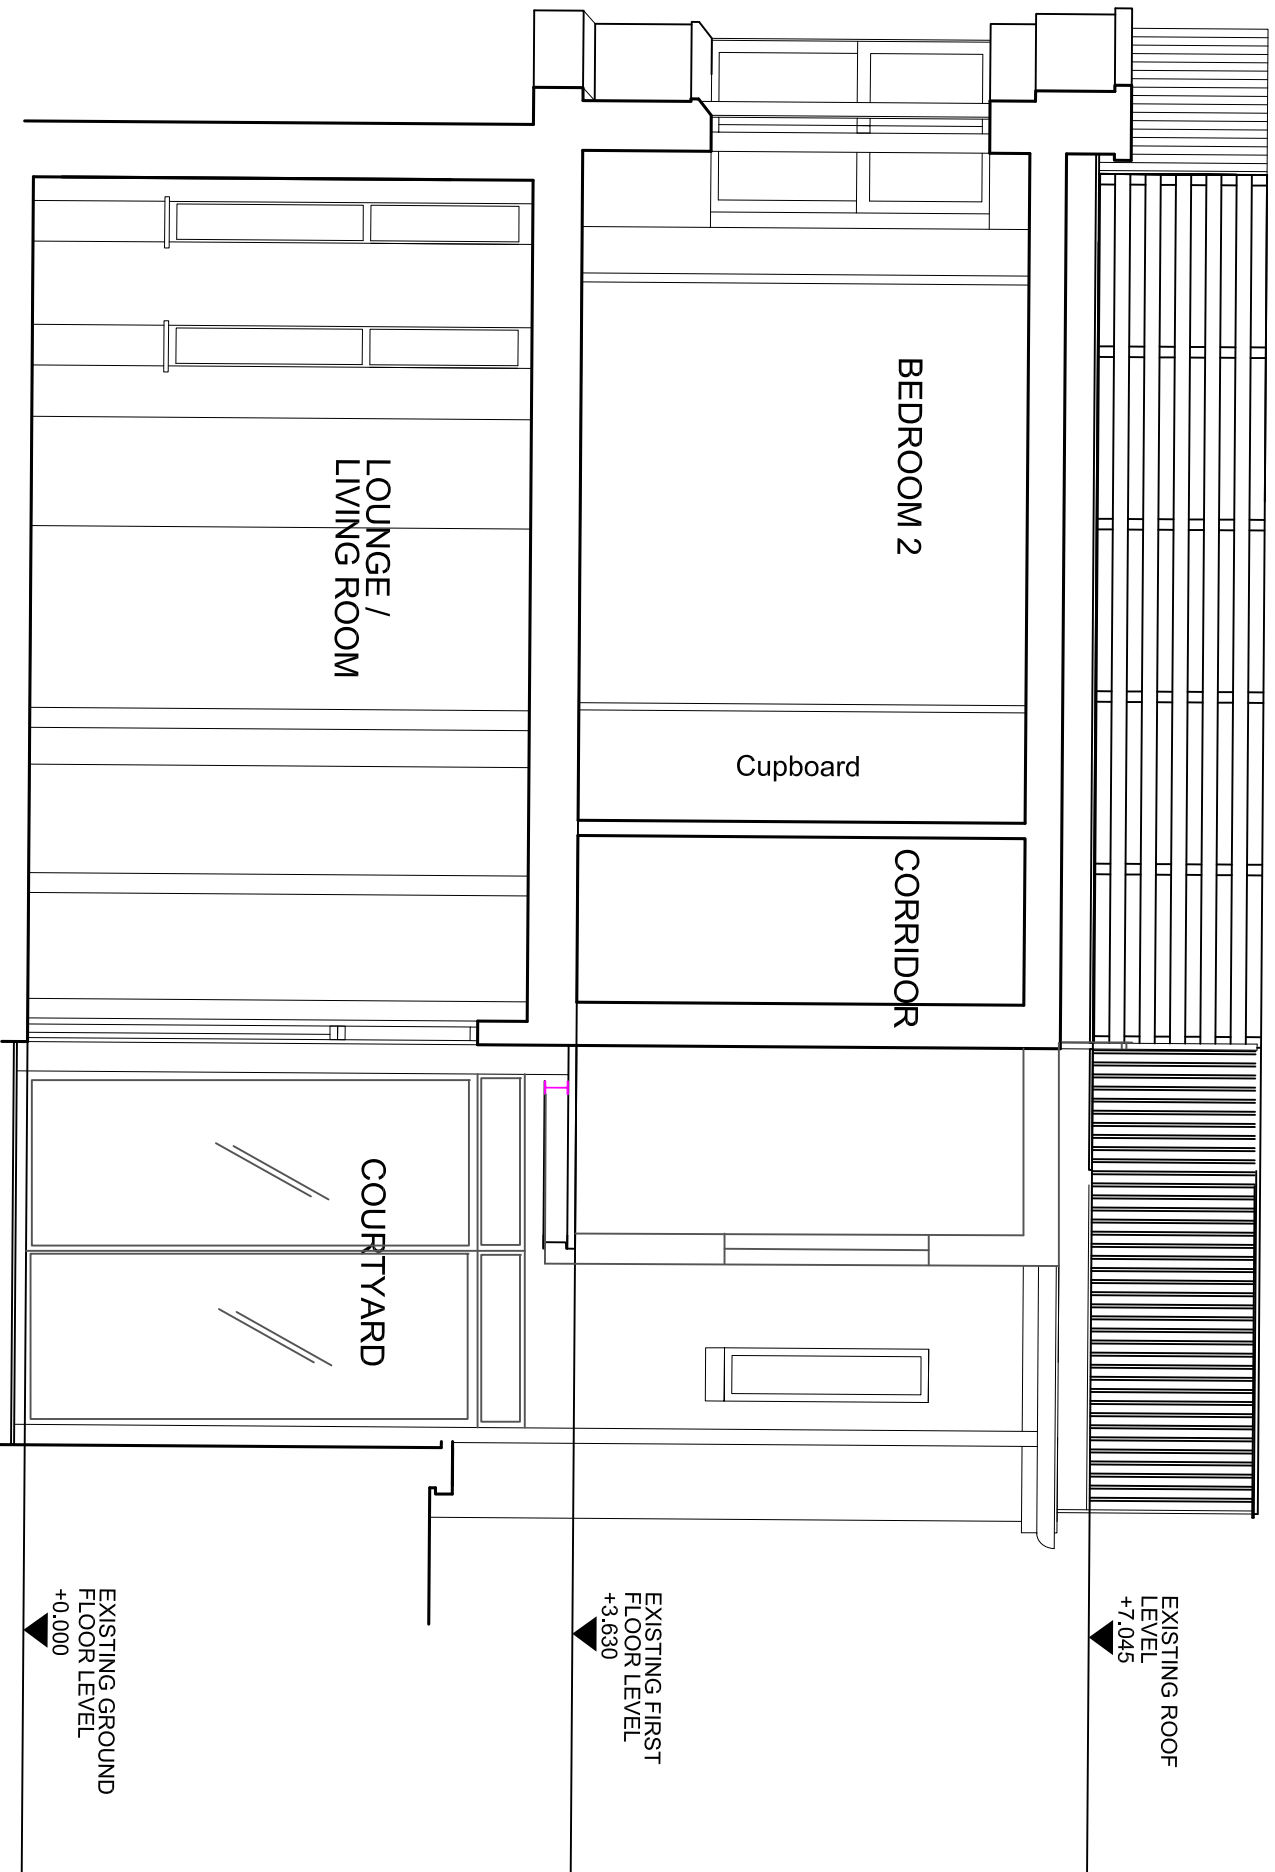 BEDROOM 2
Cupboard
CORRIDOR
LOUNGE /
LIVING ROOM
COURTYARD
EXISTING ROOF
LEVEL
+7.045
EXISTING FIRST
FLOOR LEVEL
+3.630
EXISTING GROUND
FLOOR LEVEL
+0.000